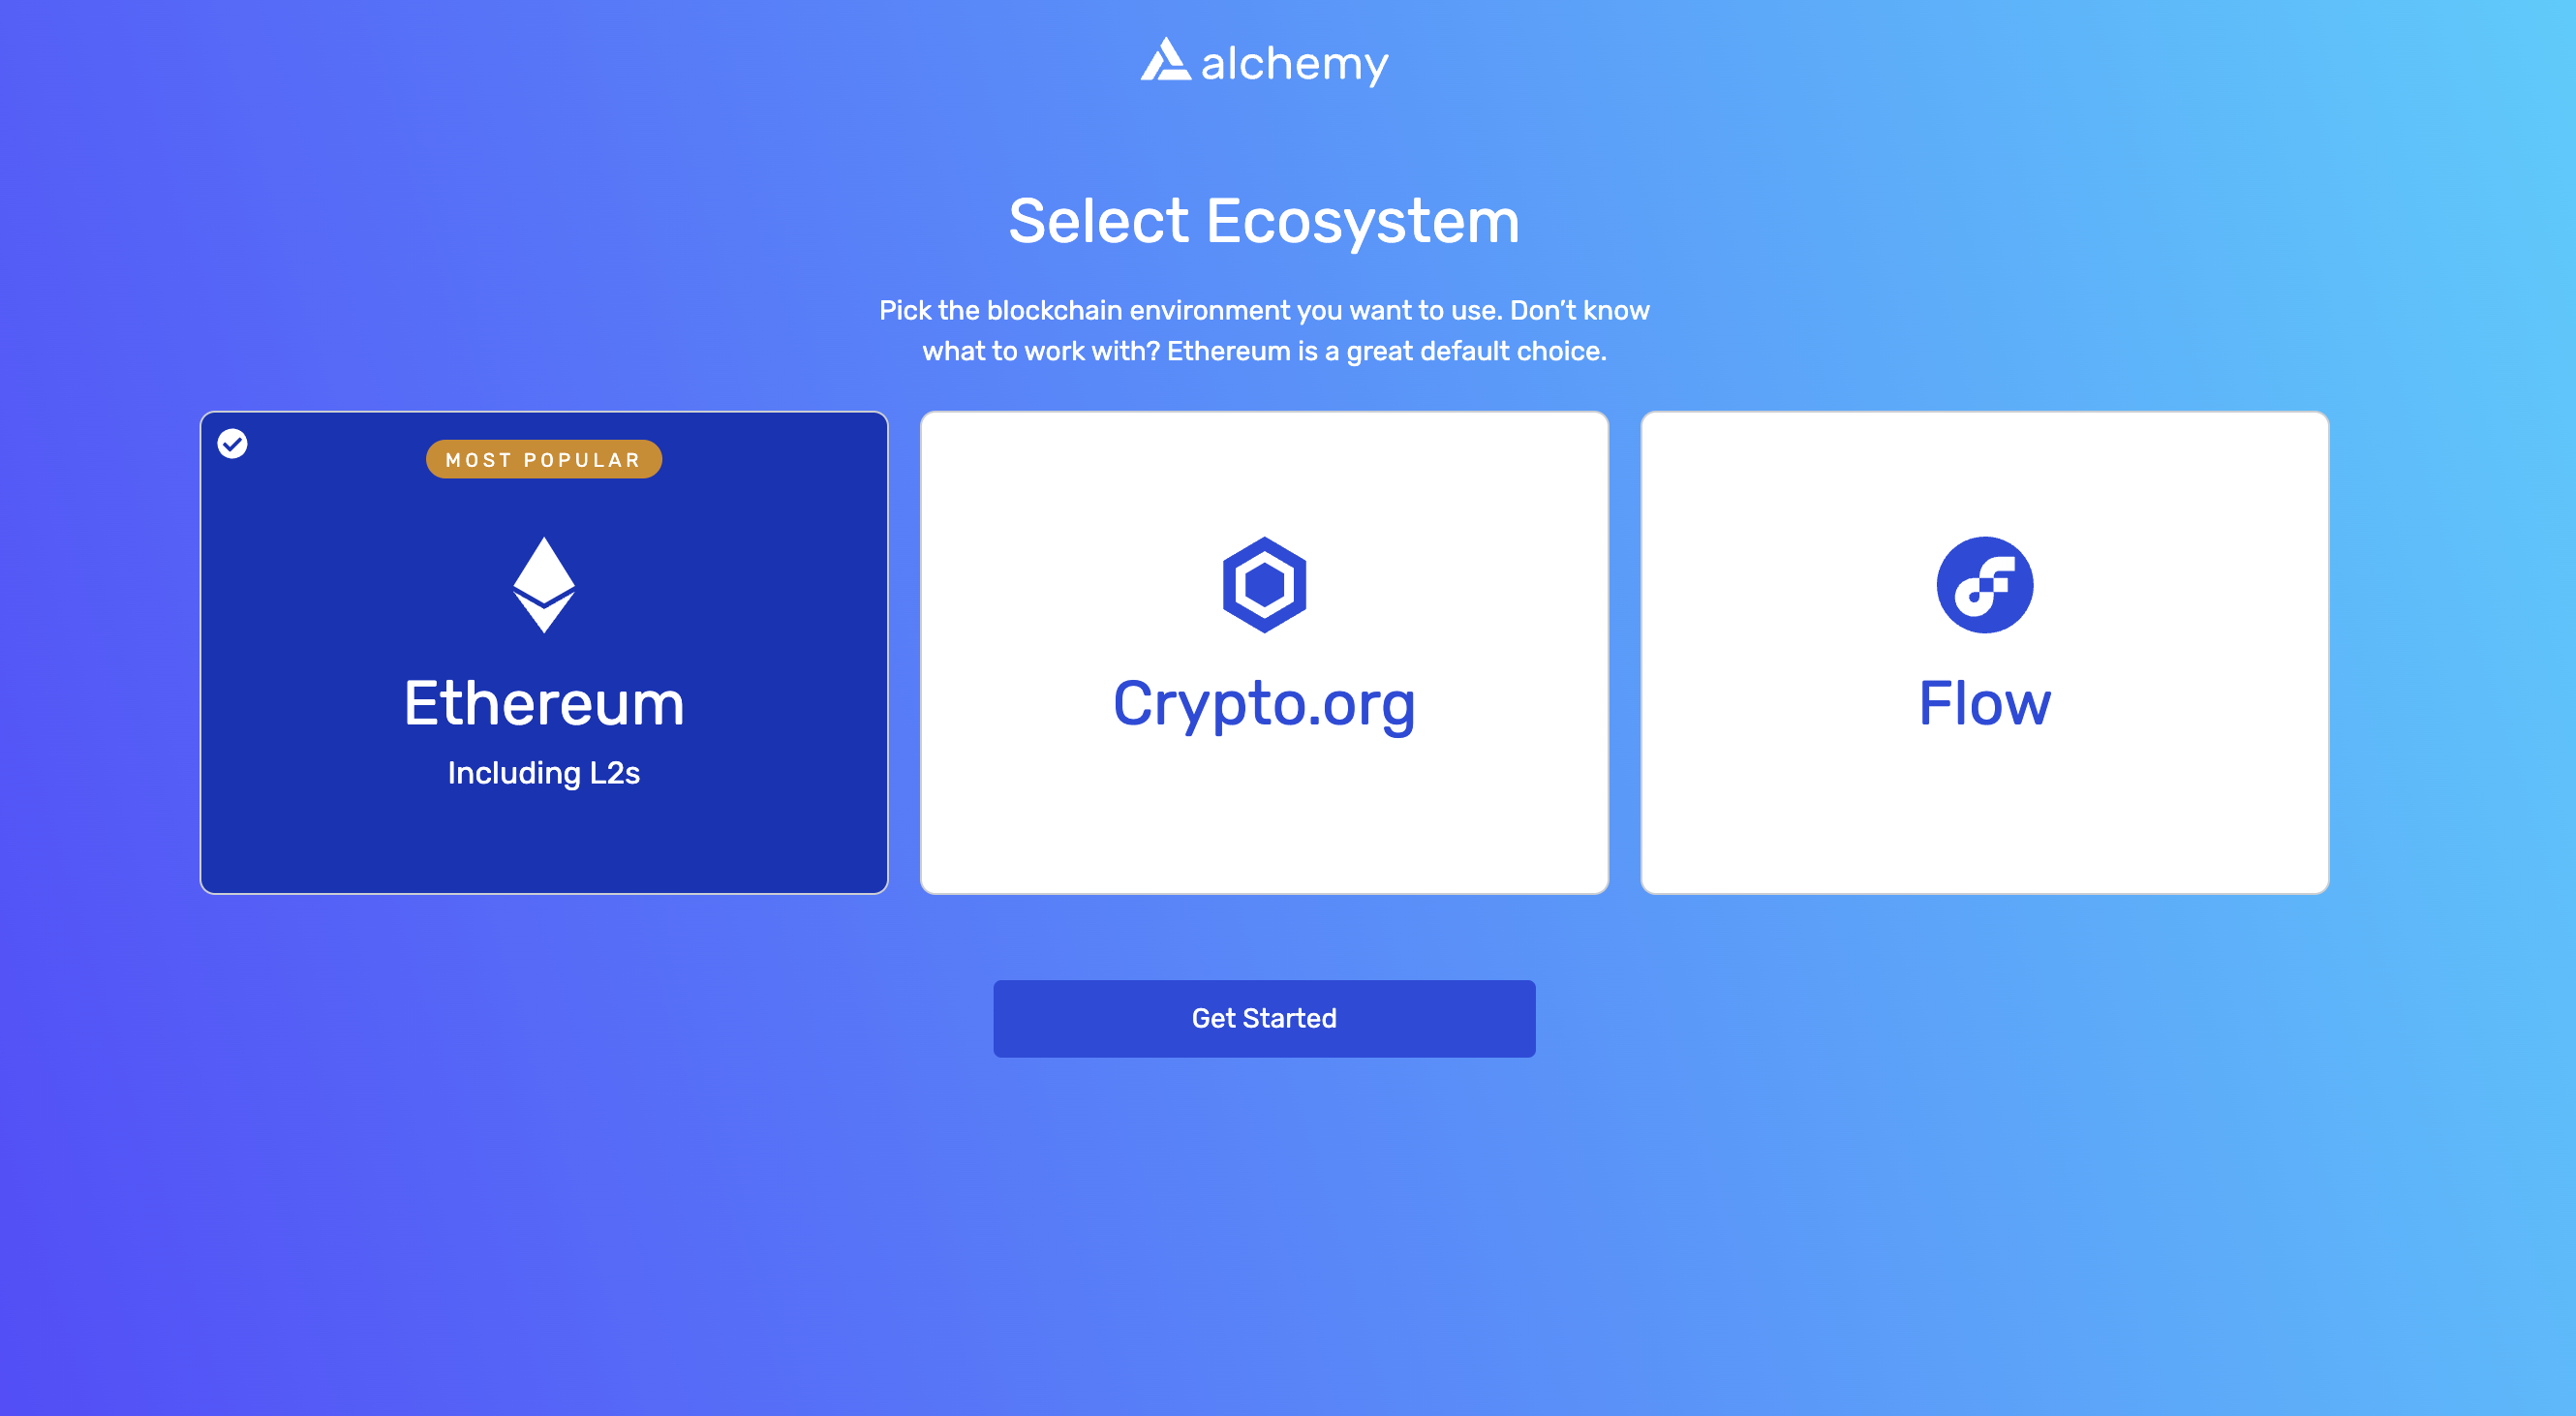 alchemy
Select Ecosystem
Pick the blockchain environment you want to use. Don't know
what to work with? Ethereum is a great default choice.
MOST POPULAR
Ethereum
Including L2s
Crypto.org
Flow
Get Started